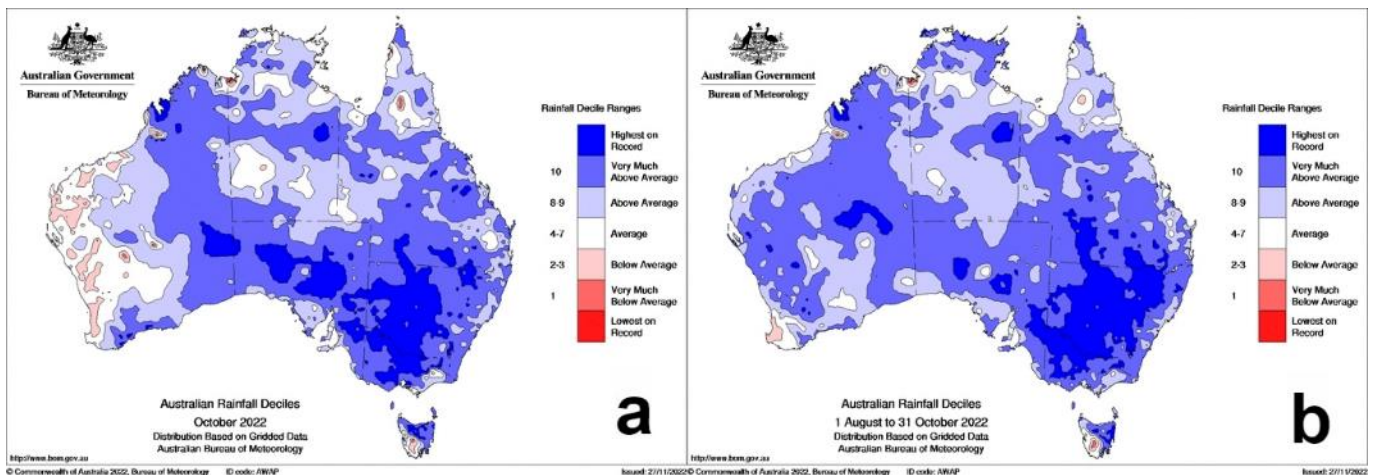 Australian Government
Bureau of Meteorology
Rainfall Decile Ranges
Highest on
Record
10
Very Much
Above Average
8-9
Above Average
4-7
Average
2-3
Below Average
1
Very Much
Below Average
Lowest on
Record
Australian Rainfall Deciles
October 2022
Distribution Based on Gridded Data
Australian Bureau of Meteorology
a
http://www.bom.gov.au
© Commonwealth of Australia 2022, Bureau of Meteorology
ID code: AWAP
Issued: 27/11/2022
Australian Government
Bureau of Meteorology
Rainfall Decile Ranges
Highest on
Record
10
Very Much
Above Average
8-9
Above Average
4-7
Average
2-3
Below Average
1
Very Much
Below Average
Lowest on
Record
Australian Rainfall Deciles
1 August to 31 October 2022
Distribution Based on Gridded Data
Australian Bureau of Meteorology
b
http://www.bom.gov.au
© Commonwealth of Australia 2022, Bureau of Meteorology
ID code: AWAP
Issued: 27/11/2022